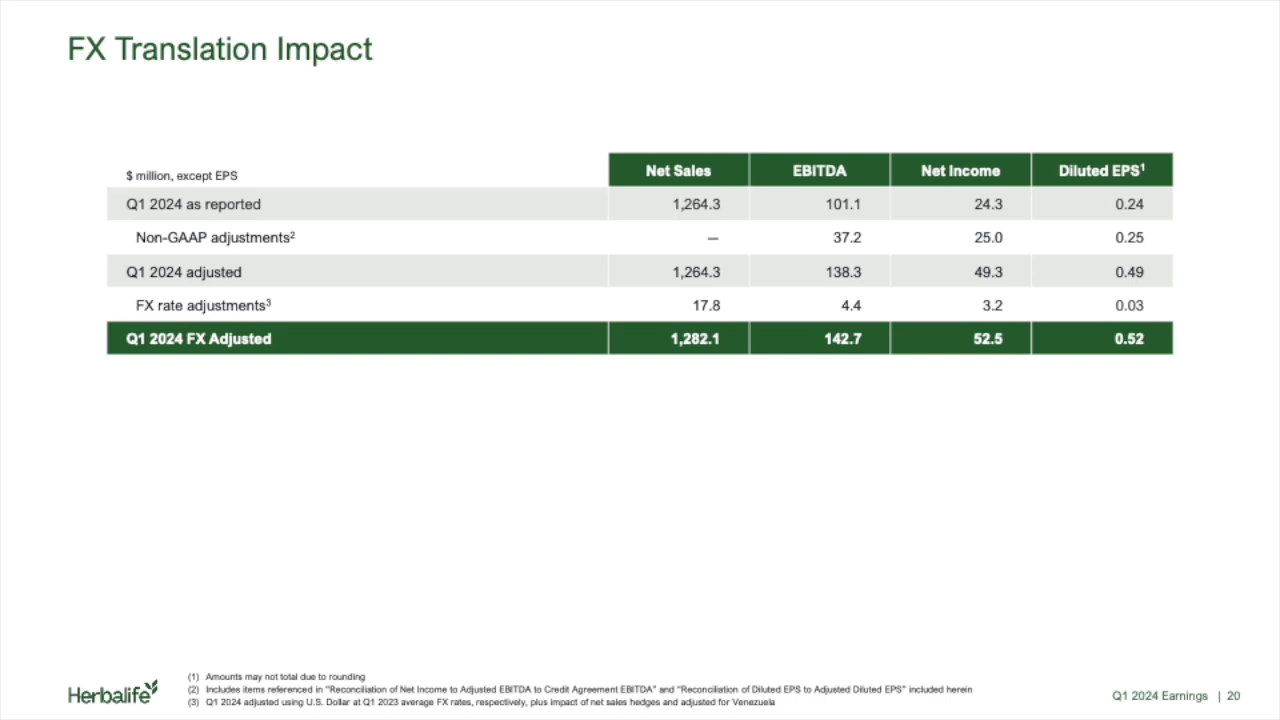 FX Translation Impact
$ million, except EPS Net Sales EBITDA Net Income Diluted EPS¹
Q1 2024 as reported 1,264.3 101.1 24.3 0.24
Non-GAAP adjustments² — 37.2 25.0 0.25
Q1 2024 adjusted 1,264.3 138.3 49.3 0.49
FX rate adjustments³ 17.8 4.4 3.2 0.03
Q1 2024 FX Adjusted 1,282.1 142.7 52.5 0.52
Herbalife
(1) Amounts may not total due to rounding
(2) Includes items referenced in "Reconciliation of Net Income to Adjusted EBITDA to Credit Agreement EBITDA" and "Reconciliation of Diluted EPS to Adjusted Diluted EPS" included herein
(3) Q1 2024 adjusted using U.S. Dollar at Q1 2023 average FX rates, respectively, plus impact of net sales hedges and adjusted for Venezuela
Q1 2024 Earnings | 20